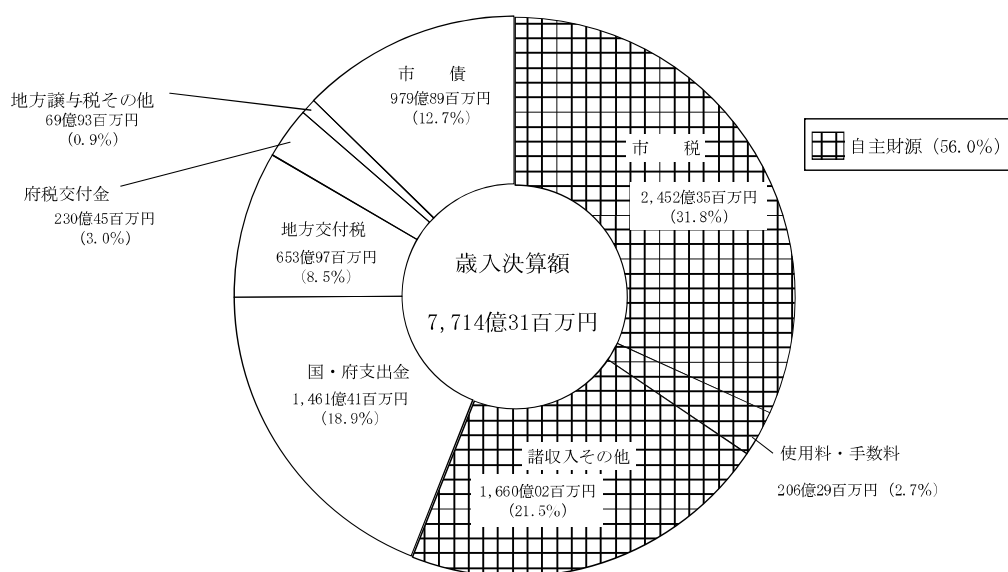 市 債
979億89百万円
(12.7%)
地方譲与税その他
69億93百万円
(0.9%)
府税交付金
230億45百万円
(3.0%)
地方交付税
653億97百万円
(8.5%)
国・府支出金
1,461億41百万円
(18.9%)
歳入決算額
7,714億31百万円
市 税
2,452億35百万円
(31.8%)
自主財源 (56.0%)
使用料・手数料
206億29百万円 (2.7%)
諸収入その他
1,660億02百万円
(21.5%)